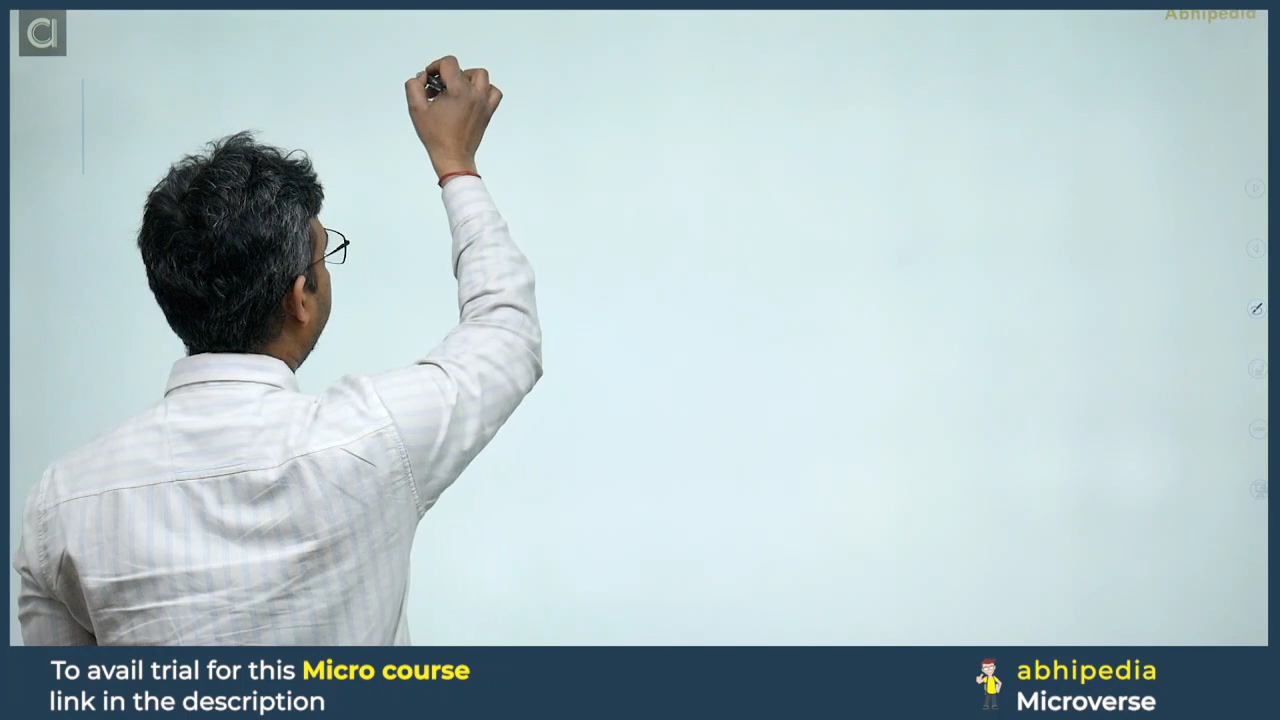 Abhipedia
To avail trial for this Micro course
link in the description
abhipedia
Microverse